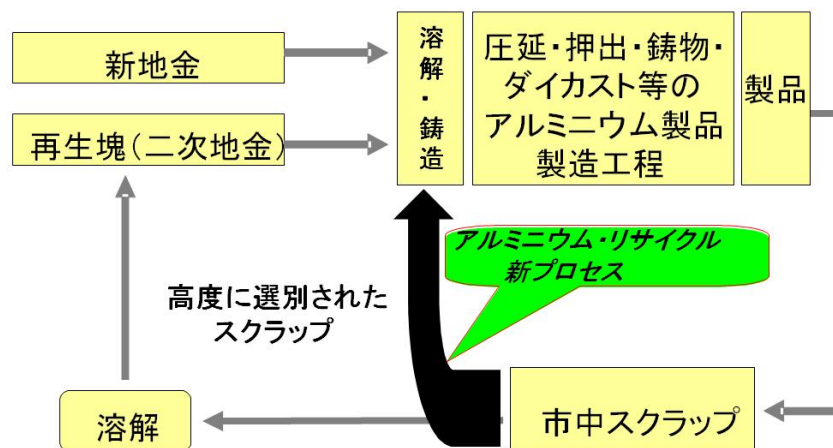 新地金
再生塊(二次地金)
溶解・鋳造
圧延・押出・鋳物・
ダイカスト等の
アルミニウム製品
製造工程
製品
アルミニウム・リサイクル
新プロセス
高度に選別された
スクラップ
溶解
市中スクラップ